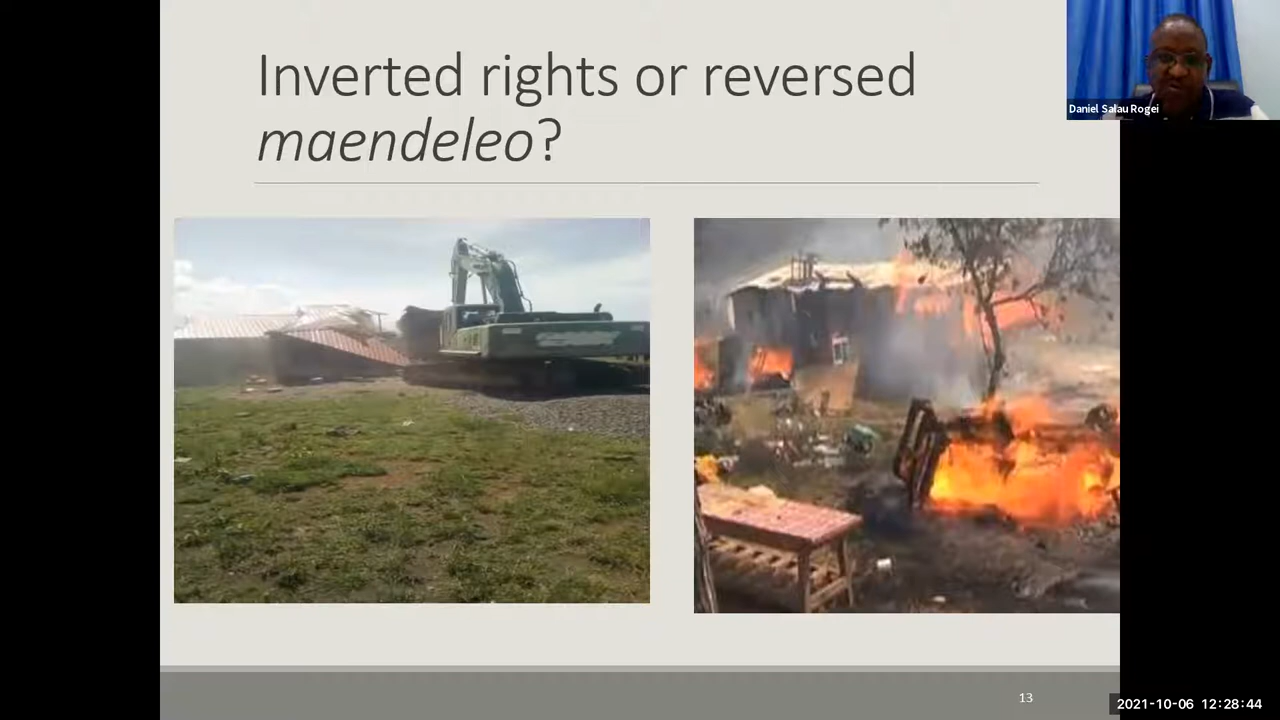 Inverted rights or reversed
maendeleo?
Daniel Salau Rogei
13
2021-10-06 12:28:44